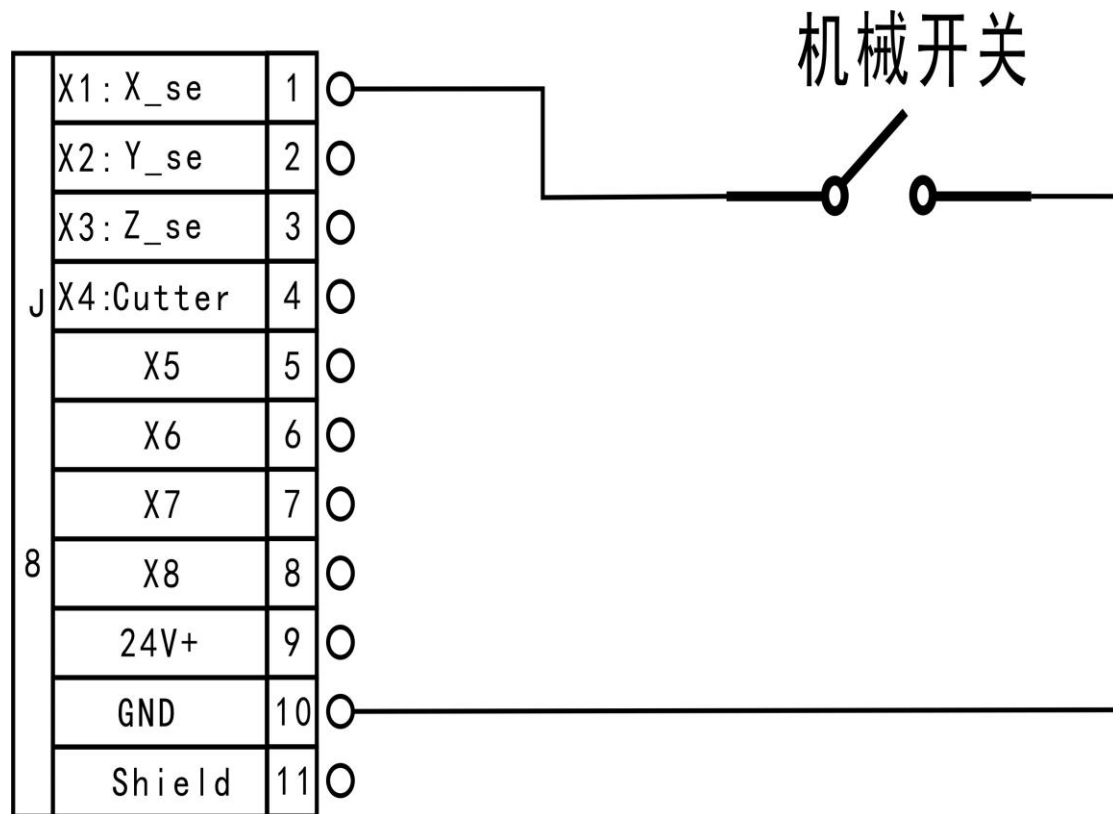 机械开关
X1: X_se 1
X2: Y_se 2
X3: Z_se 3
J
X4:Cutter 4
X5 5
X6 6
X7 7
8
X8 8
24V+ 9
GND 10
Shield 11